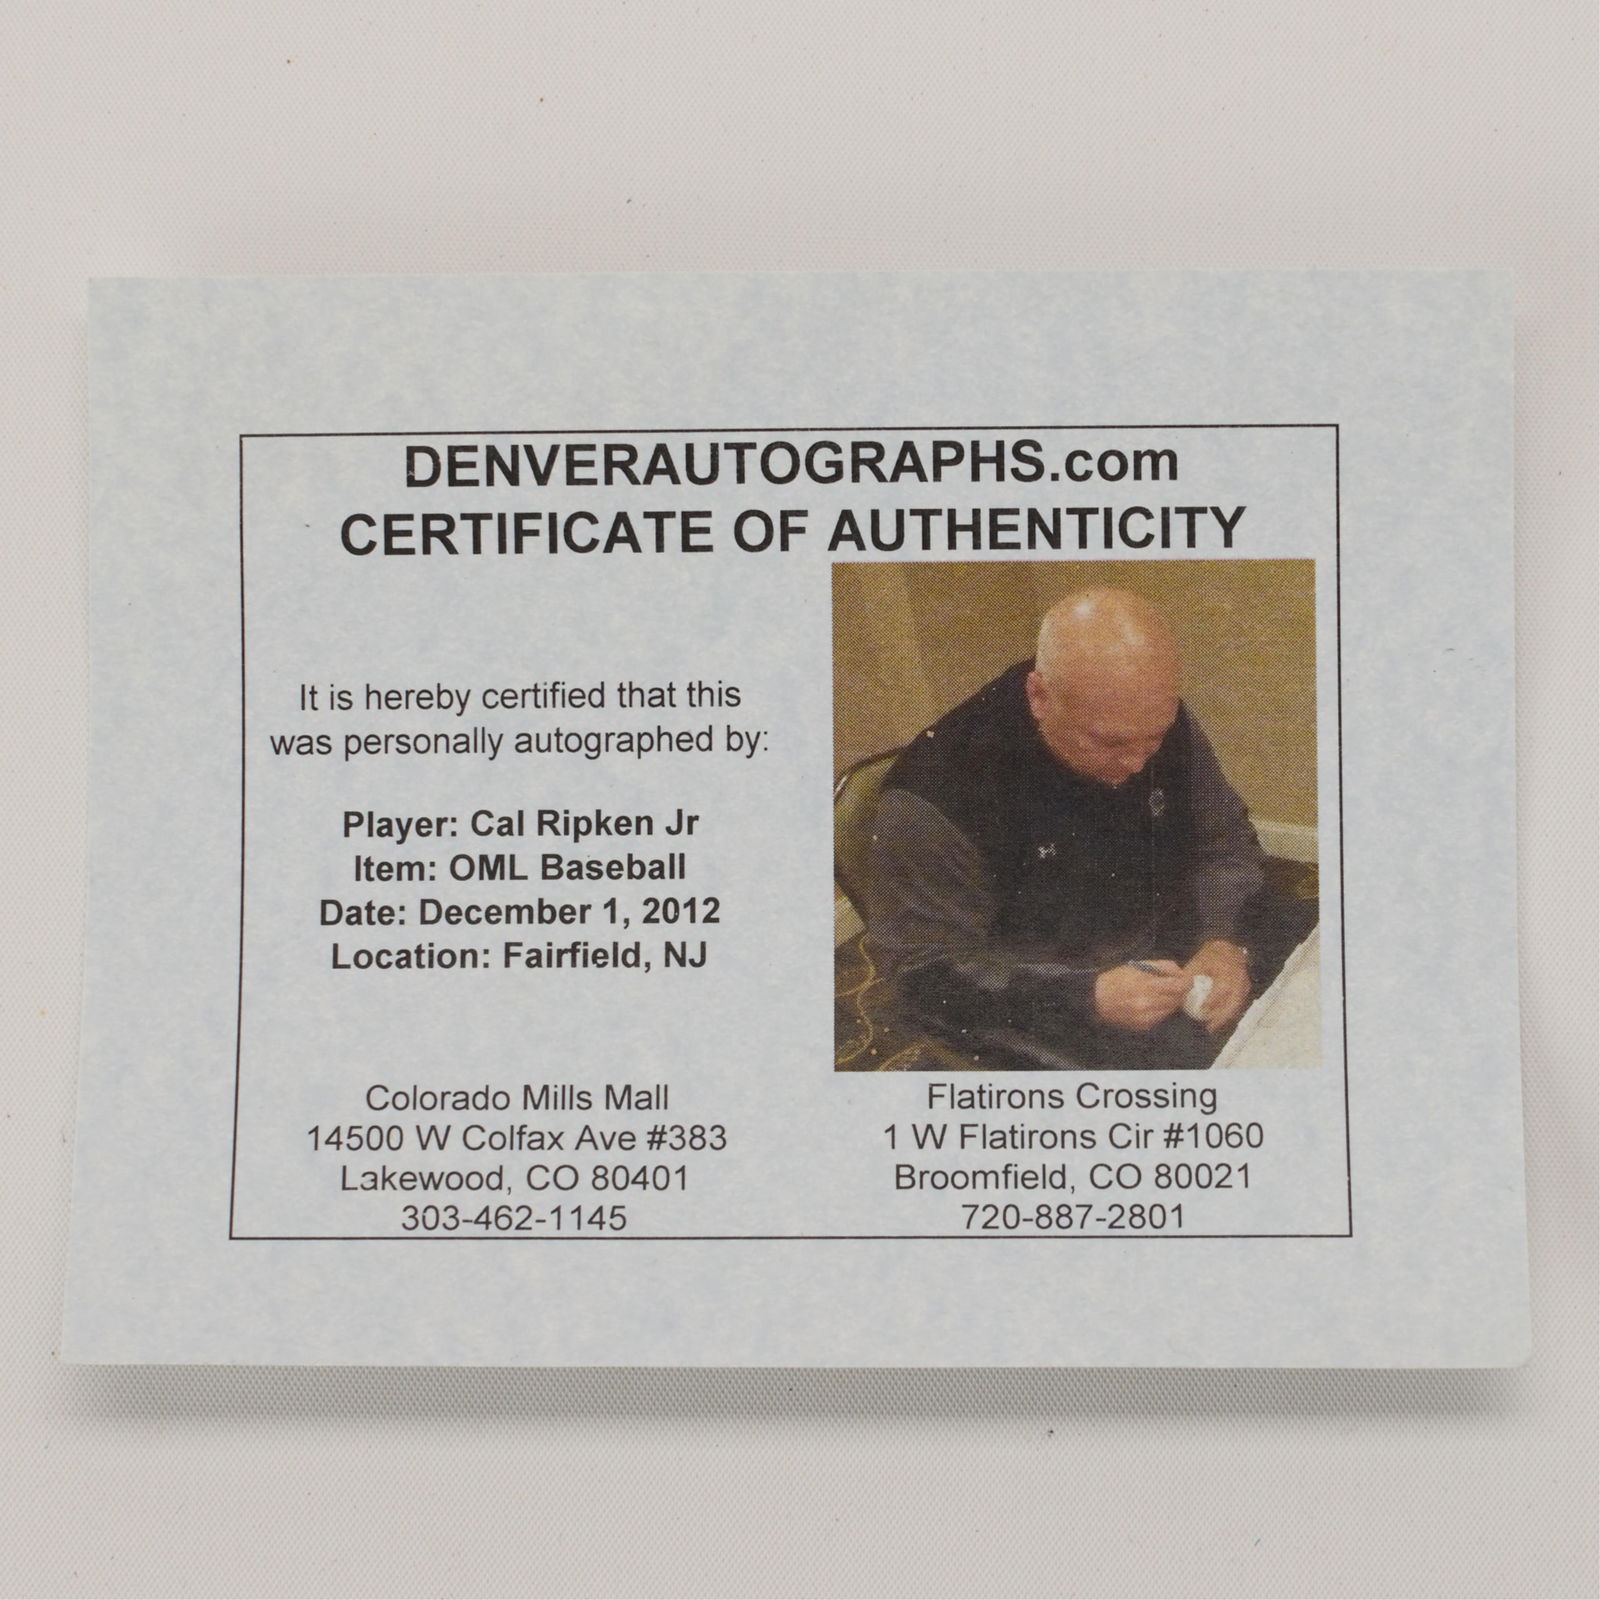 DENVERAUTOGRAPHS.com
CERTIFICATE OF AUTHENTICITY
It is hereby certified that this
was personally autographed by:
Player: Cal Ripken Jr
Item: OML Baseball
Date: December 1, 2012
Location: Fairfield, NJ
Colorado Mills Mall
14500 W Colfax Ave #383
Lakewood, CO 80401
303-462-1145
Flatirons Crossing
1 W Flatirons Cir #1060
Broomfield, CO 80021
720-887-2801